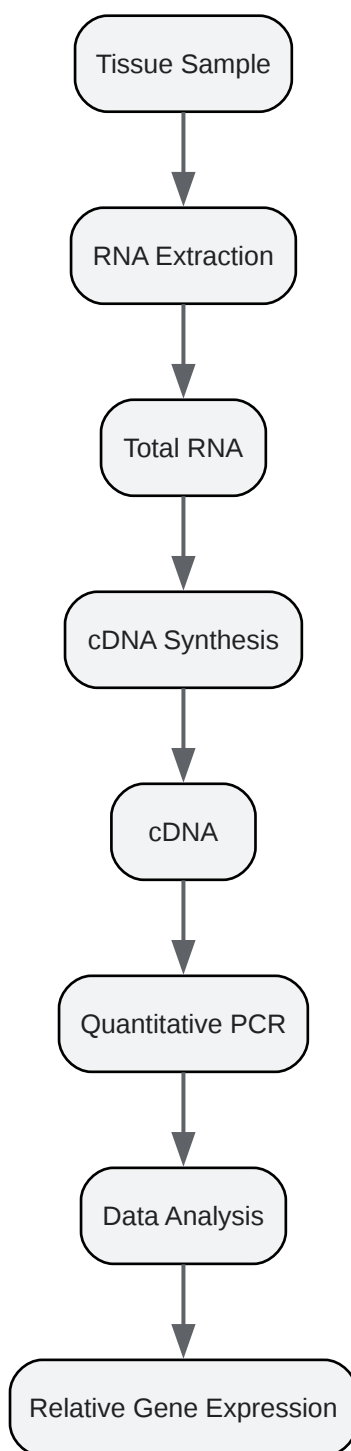 Tissue Sample
RNA Extraction
Total RNA
cDNA Synthesis
cDNA
Quantitative PCR
Data Analysis
Relative Gene Expression